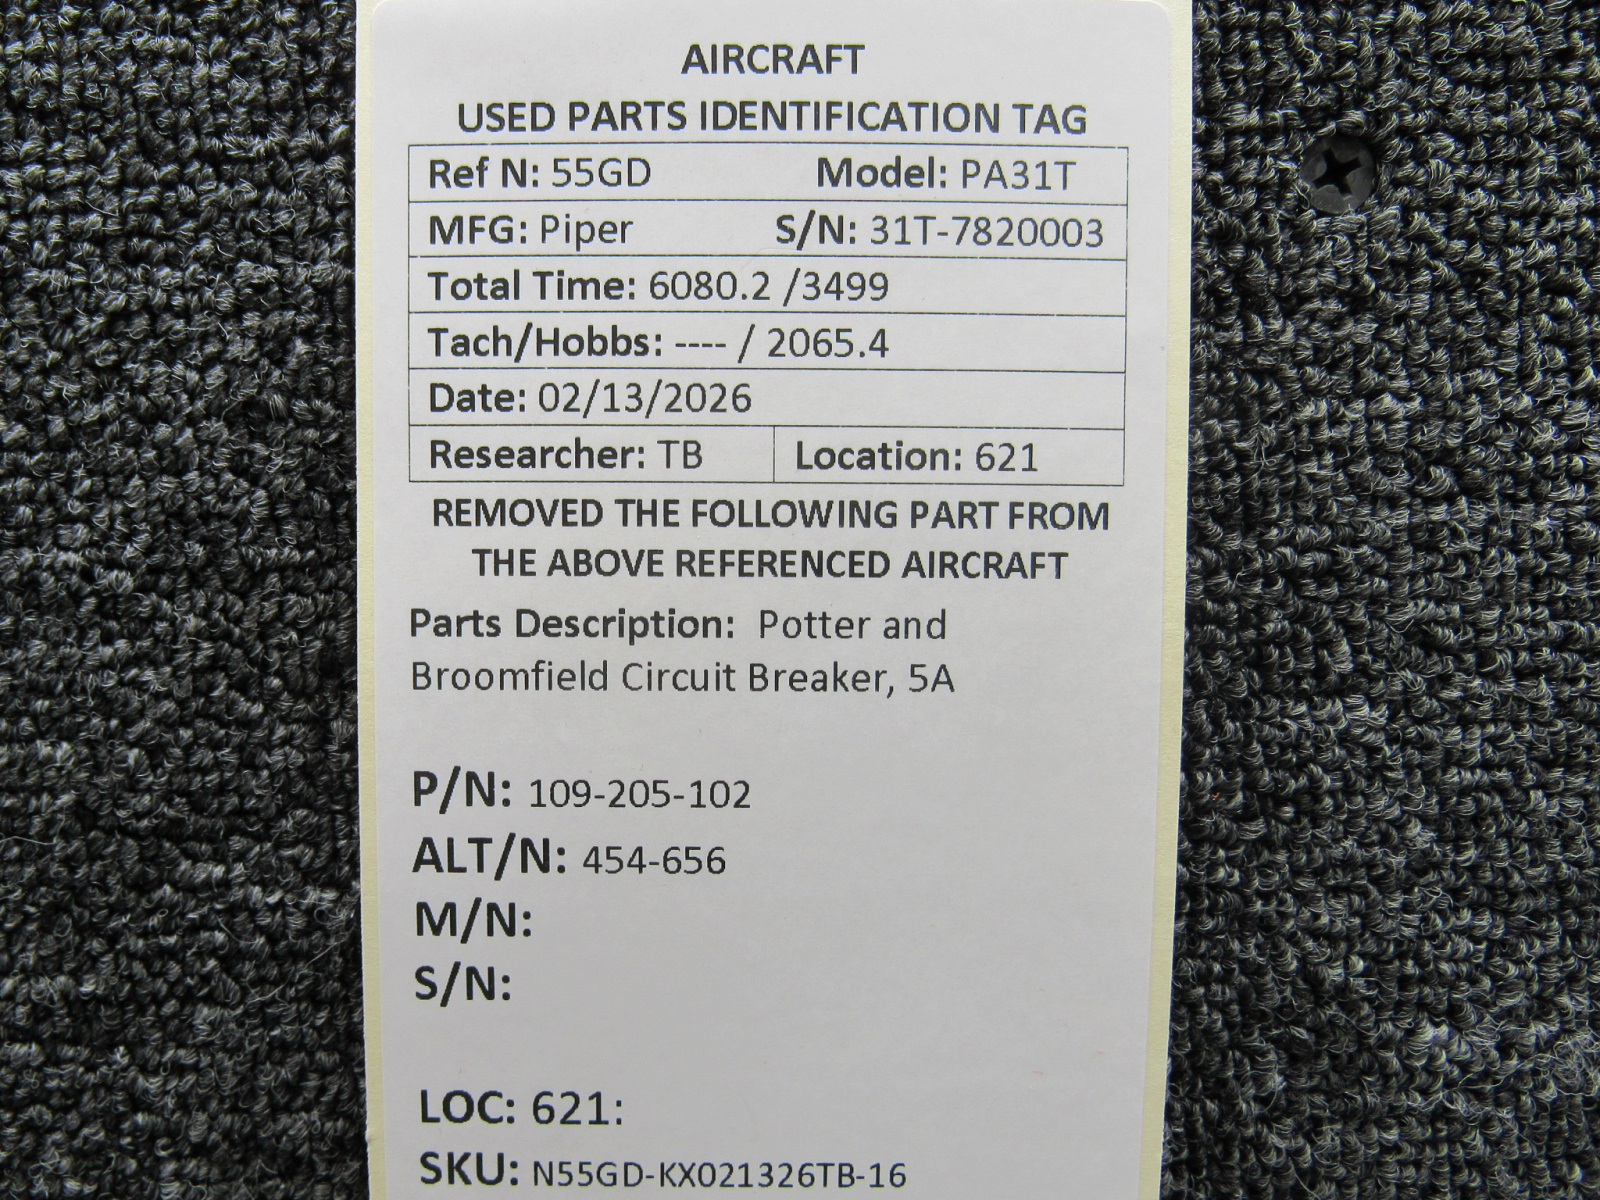 AIRCRAFT
USED PARTS IDENTIFICATION TAG
Ref N: 55GD Model: PA31T
MFG: Piper S/N: 31T-7820003
Total Time: 6080.2 /3499
Tach/Hobbs: ---- / 2065.4
Date: 02/13/2026
Researcher: TB Location: 621
REMOVED THE FOLLOWING PART FROM
THE ABOVE REFERENCED AIRCRAFT
Parts Description: Potter and
Broomfield Circuit Breaker, 5A
P/N: 109-205-102
ALT/N: 454-656
M/N:
S/N:
LOC: 621:
SKU: N55GD-KX021326TB-16